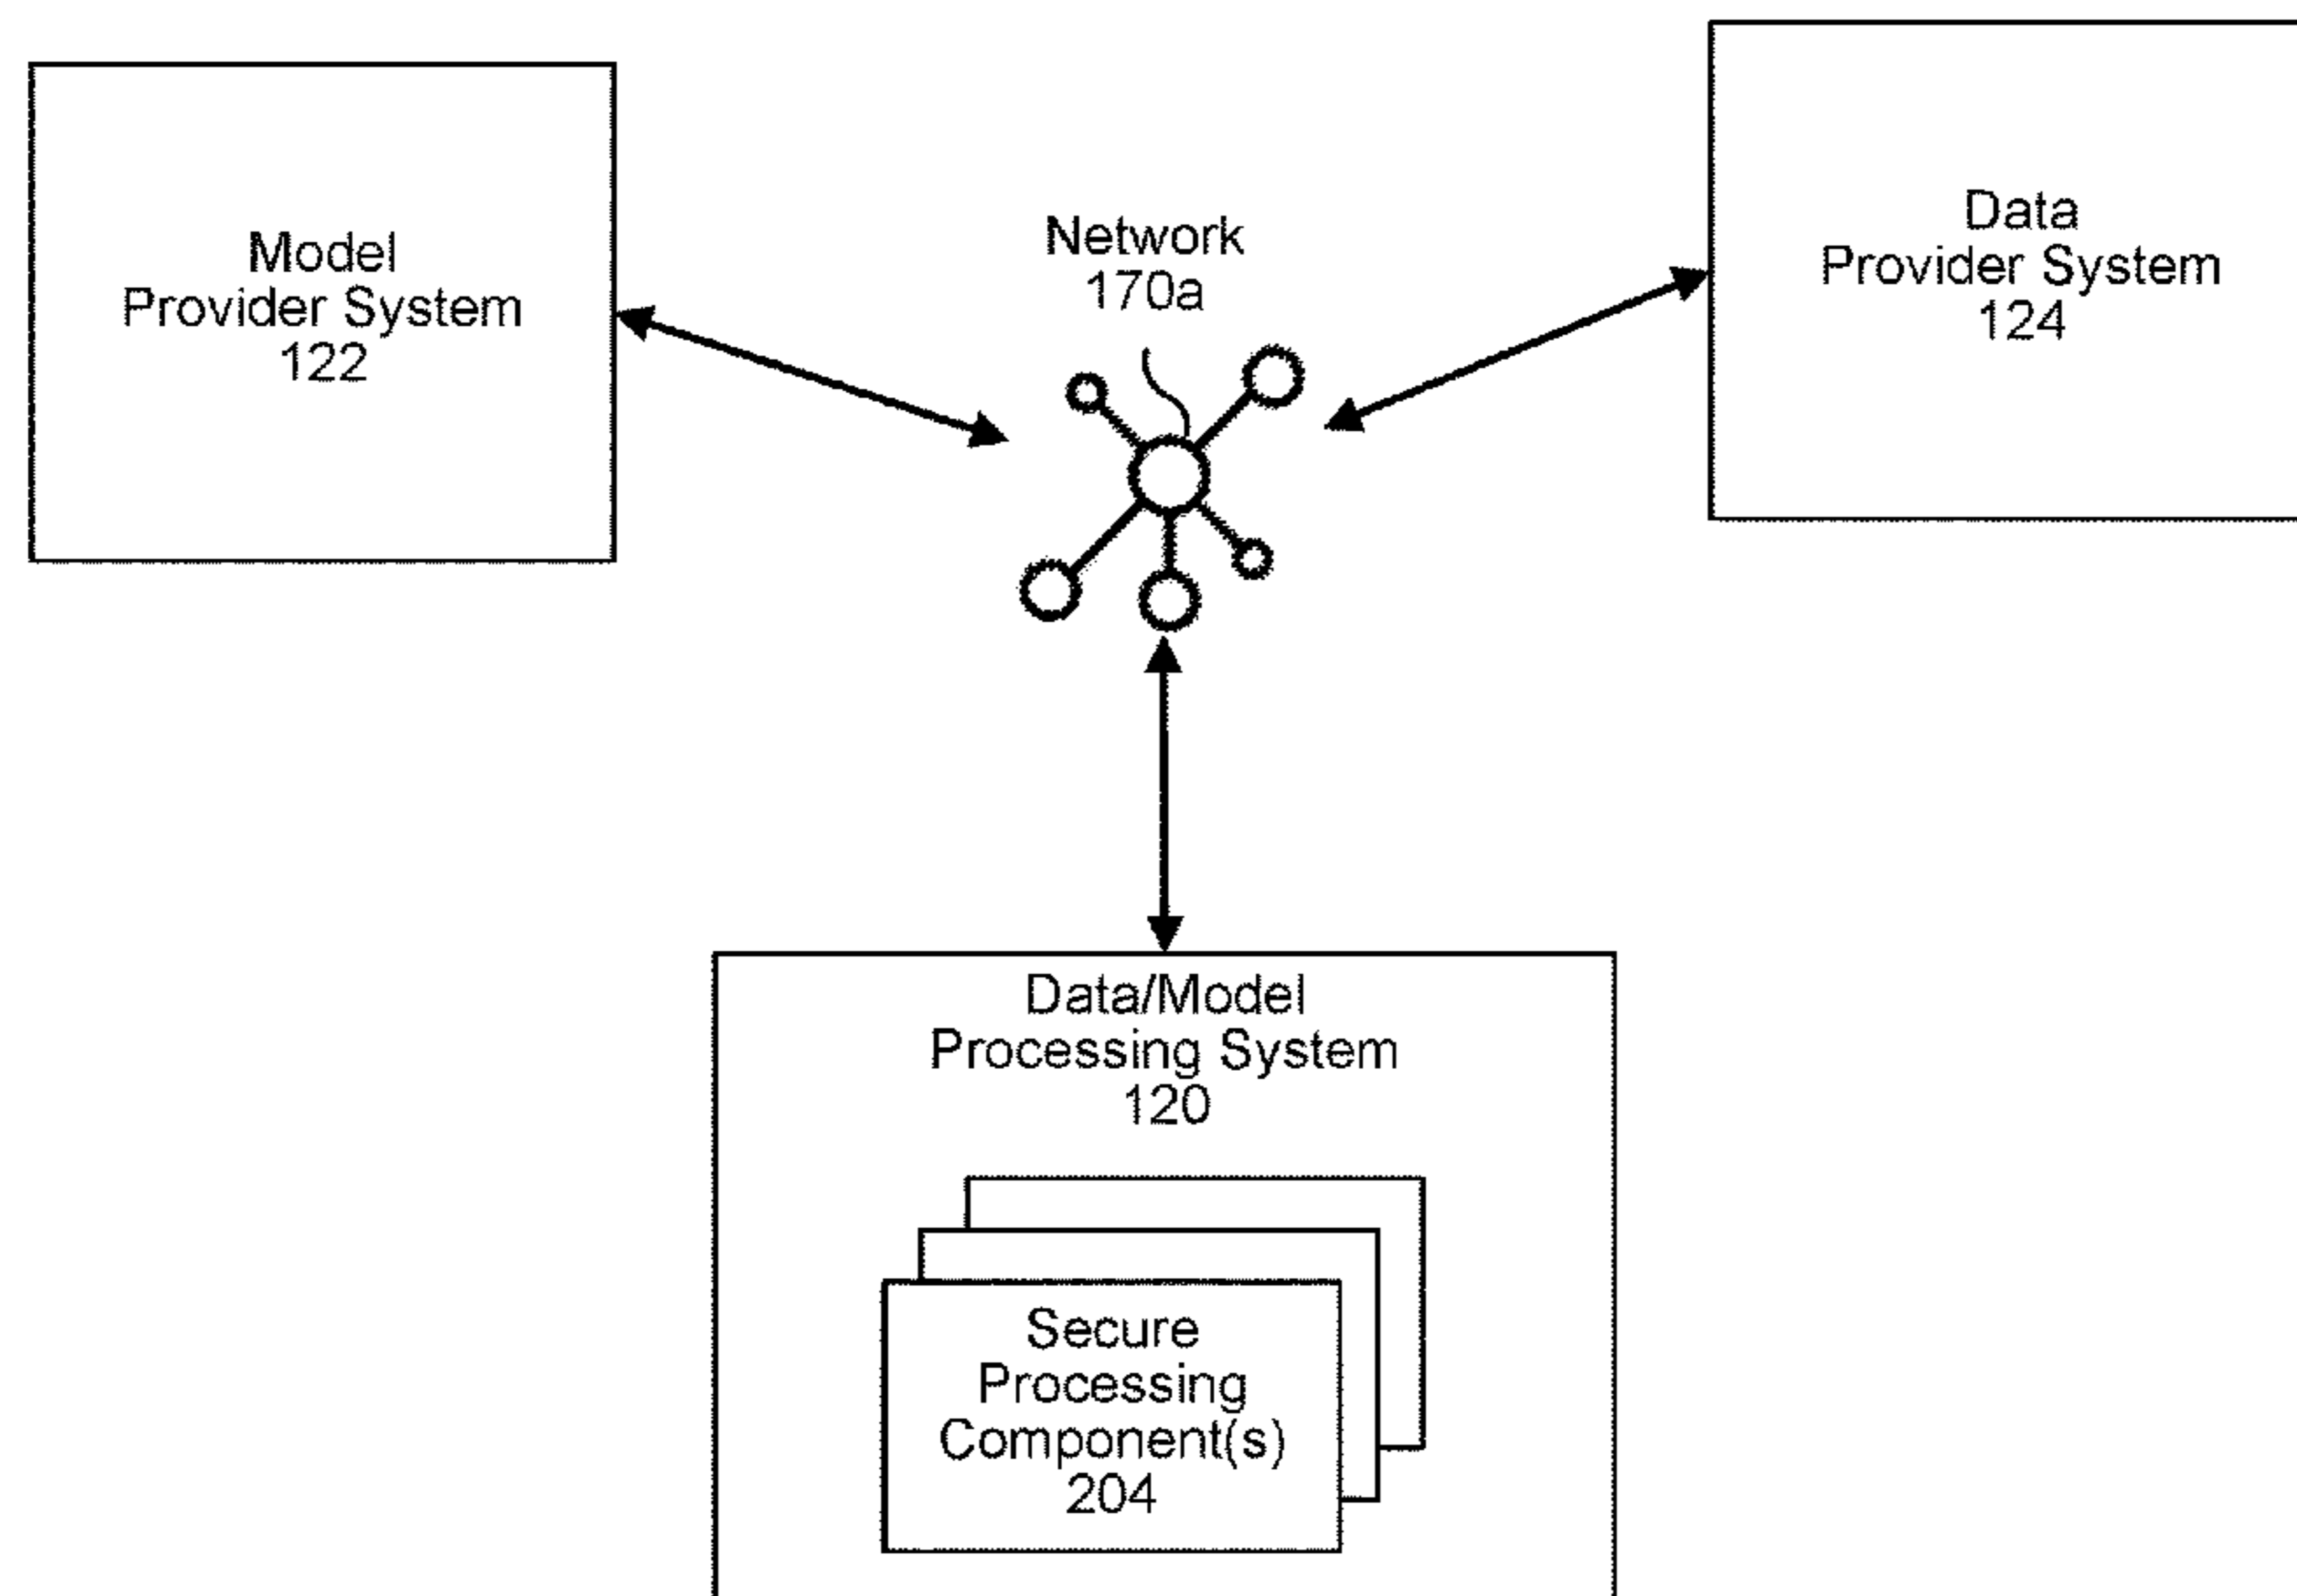 Model
Provider System
122
Network
170a
Data
Provider System
124
Data/Model
Processing System
120
Secure
Processing
Component(s)
204